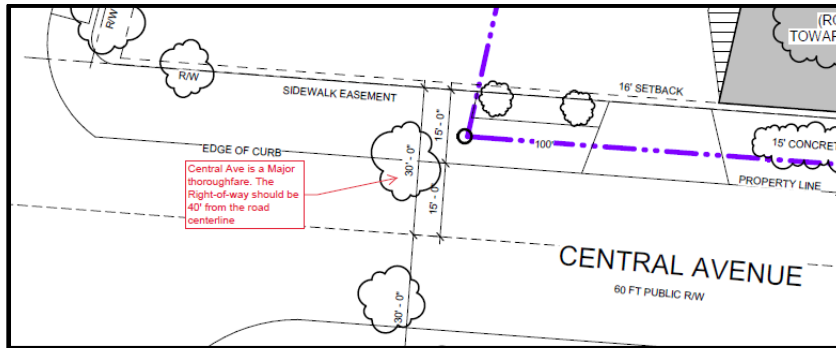 R/W
(RO
TOWAR
R/W
SIDEWALK EASEMENT
16' SETBACK
15' - 0"
30' - 0"
EDGE OF CURB
100'
15' CONCRET
Central Ave is a Major
thoroughfare. The
Right-of-way should be
40' from the road
centerline
PROPERTY LINE
15' - 0"
CENTRAL AVENUE
60 FT PUBLIC R/W
30' - 0"